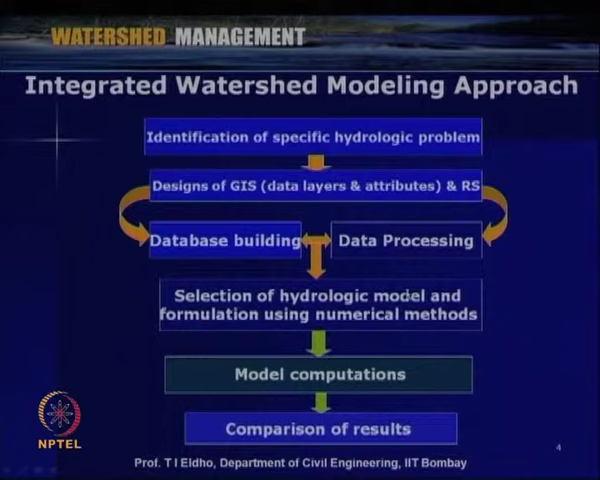 WATERSHED MANAGEMENT
Integrated Watershed Modeling Approach
Identification of specific hydrologic problem
Designs of GIS (data layers & attributes) & RS
Database building
Data Processing
Selection of hydrologic model and
formulation using numerical methods
Model computations
Comparison of results
NPTEL
4
Prof. T I Eldho, Department of Civil Engineering, IIT Bombay